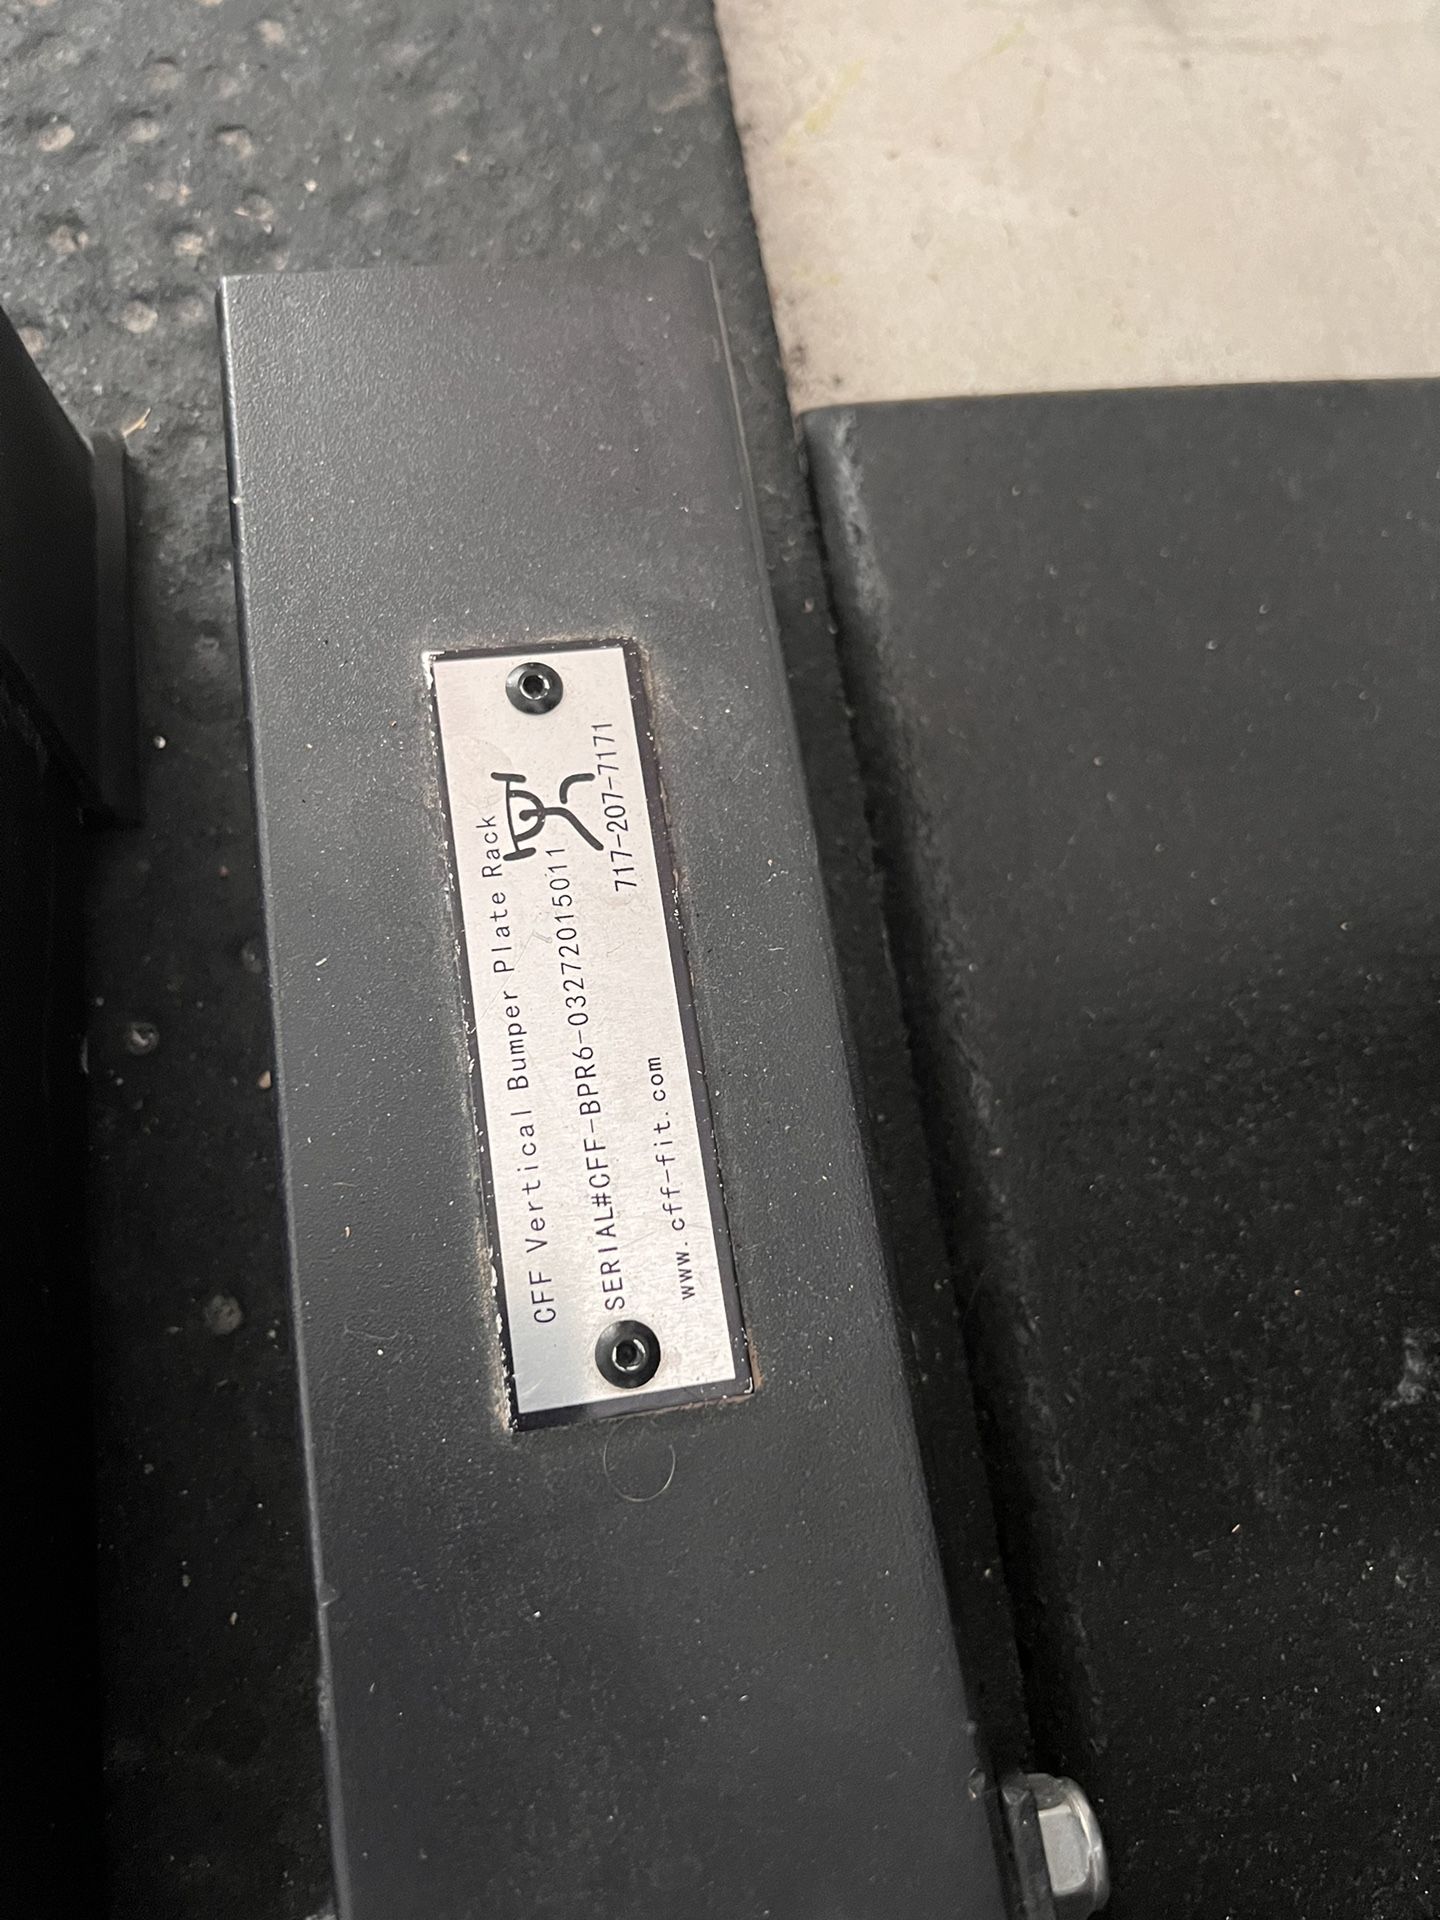 CFF Vertical Bumper Plate Rack
SERIAL#CFF-BPR6-03272015011
www.cff-fit.com
717-207-7171